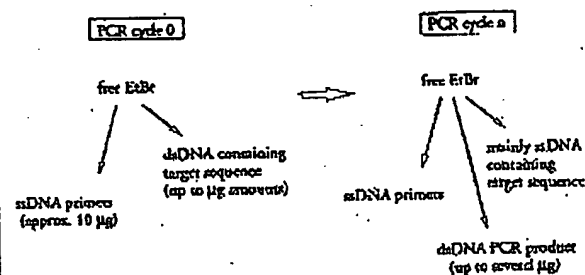 PCR cycle 0
free EtBr
ssDNA primers
(approx. 10 µg)
dsDNA containing
target sequence
(up to µg amounts)
PCR cycle n
free EtBr
ssDNA primers
mainly ssDNA
containing
target sequence
dsDNA PCR product
(up to several µg)